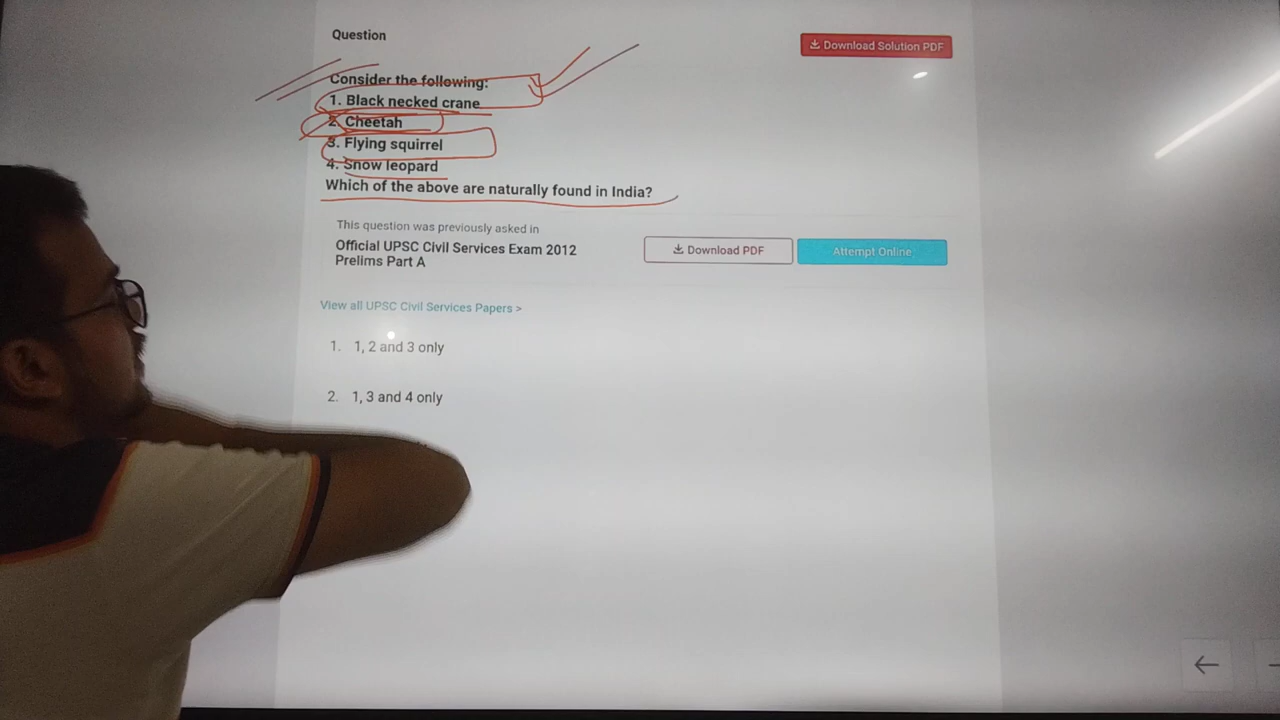 Question
Download Solution PDF
Consider the following:
1. Black necked crane
2. Cheetah
3. Flying squirrel
4. Snow leopard
Which of the above are naturally found in India?
This question was previously asked in
Official UPSC Civil Services Exam 2012
Prelims Part A
Download PDF
Attempt Online
View all UPSC Civil Services Papers >
1. 1, 2 and 3 only
2. 1, 3 and 4 only